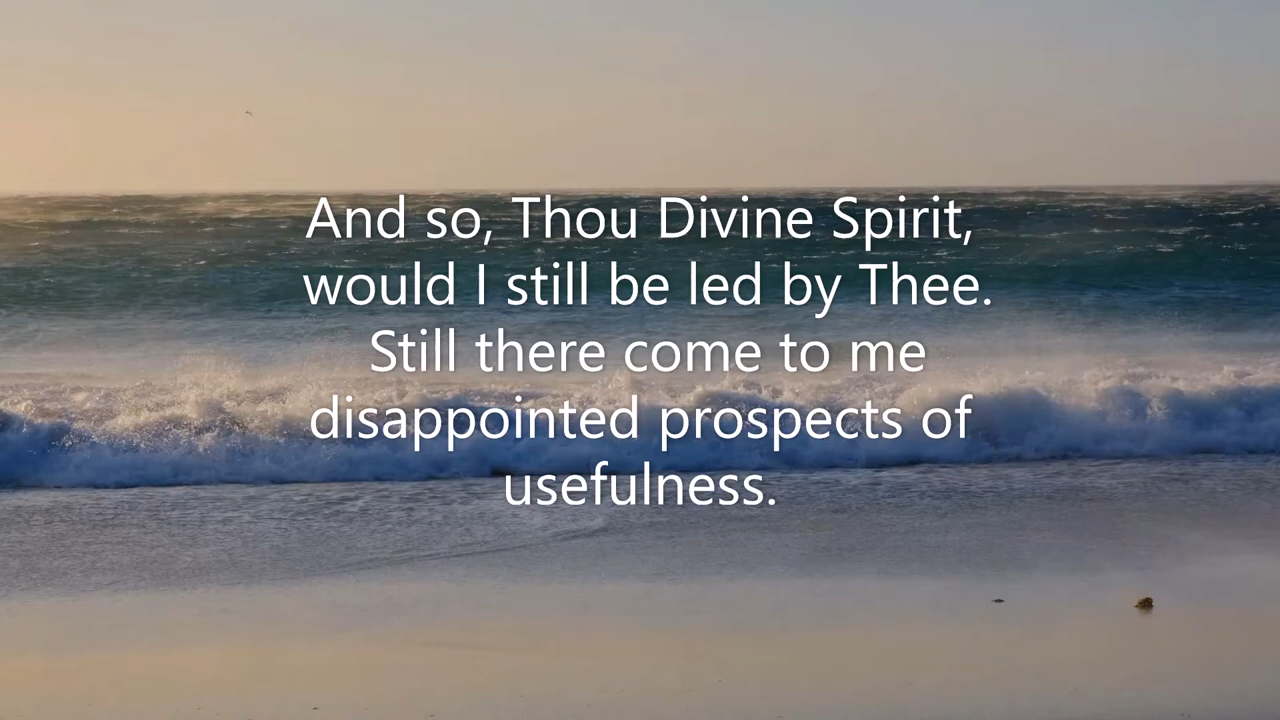 And so, Thou Divine Spirit,
would I still be led by Thee.
Still there come to me
disappointed prospects of
usefulness.